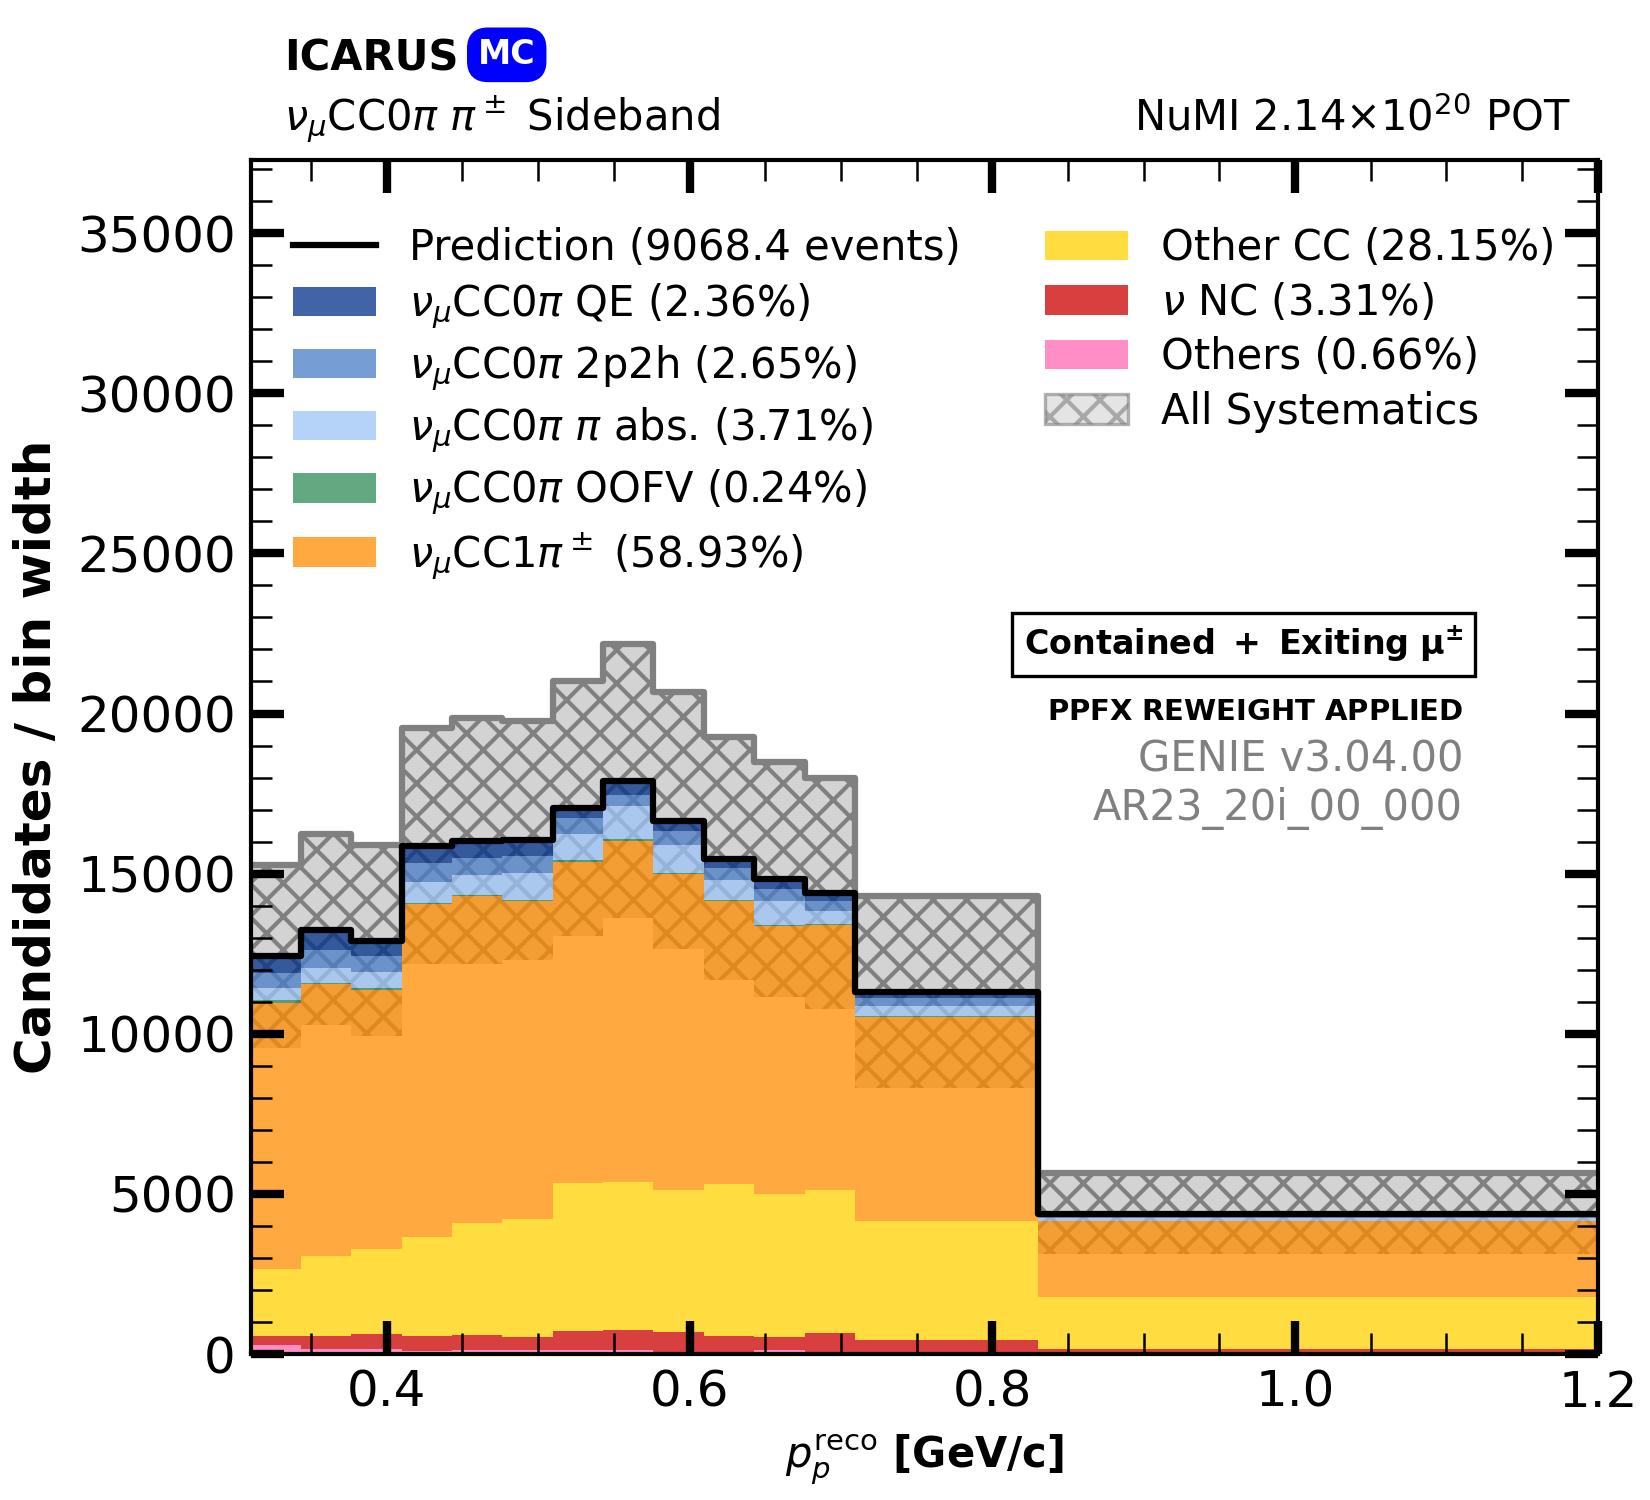 ICARUS MC
νμCC0π π± Sideband
NuMI 2.14×10²⁰ POT
Prediction (9068.4 events)
νμCC0π QE (2.36%)
νμCC0π 2p2h (2.65%)
νμCC0π π abs. (3.71%)
νμCC0π OOFV (0.24%)
νμCC1π± (58.93%)
Other CC (28.15%)
ν NC (3.31%)
Others (0.66%)
All Systematics
Contained + Exiting μ±
PPFX REWEIGHT APPLIED
GENIE v3.04.00
AR23_20i_00_000
Candidates / bin width
35000
30000
25000
20000
15000
10000
5000
0
0.4 0.6 0.8 1.0 1.2
p_p^reco [GeV/c]